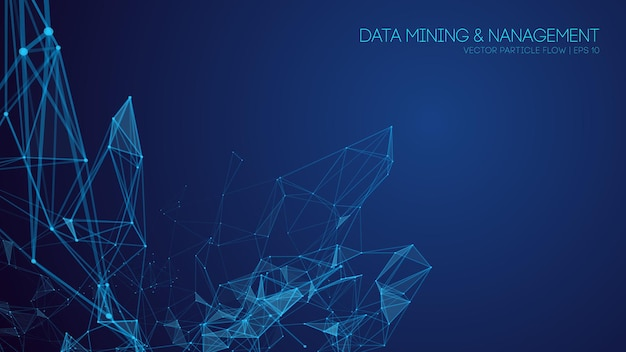 DATA MINING & NANAGEMENT
VECTOR PARTICLE FLOW | EPS 10